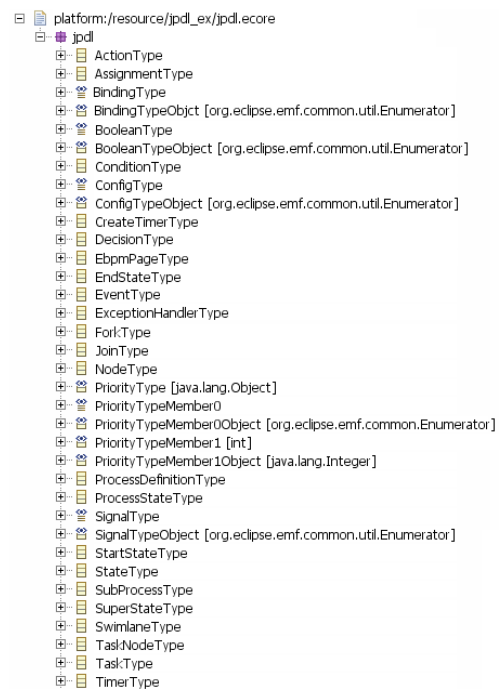 platform:/resource/jpdl_ex/jpdl.ecore
jpdl
ActionType
AssignmentType
BindingType
BindingTypeObjct [org.eclipse.emf.common.util.Enumerator]
BooleanType
BooleanTypeObject [org.eclipse.emf.common.util.Enumerator]
ConditionType
ConfigType
ConfigTypeObject [org.eclipse.emf.common.util.Enumerator]
CreateTimerType
DecisionType
EbpmPageType
EndStateType
EventType
ExceptionHandlerType
ForkType
JoinType
NodeType
PriorityType [java.lang.Object]
PriorityTypeMember0
PriorityTypeMember0Object [org.eclipse.emf.common.Enumerator]
PriorityTypeMember1 [int]
PriorityTypeMember1Object [java.lang.Integer]
ProcessDefinitionType
ProcessStateType
SignalType
SignalTypeObject [org.eclipse.emf.common.util.Enumerator]
StartStateType
StateType
SubProcessType
SuperStateType
SwimlaneType
TaskNodeType
TaskType
TimerType